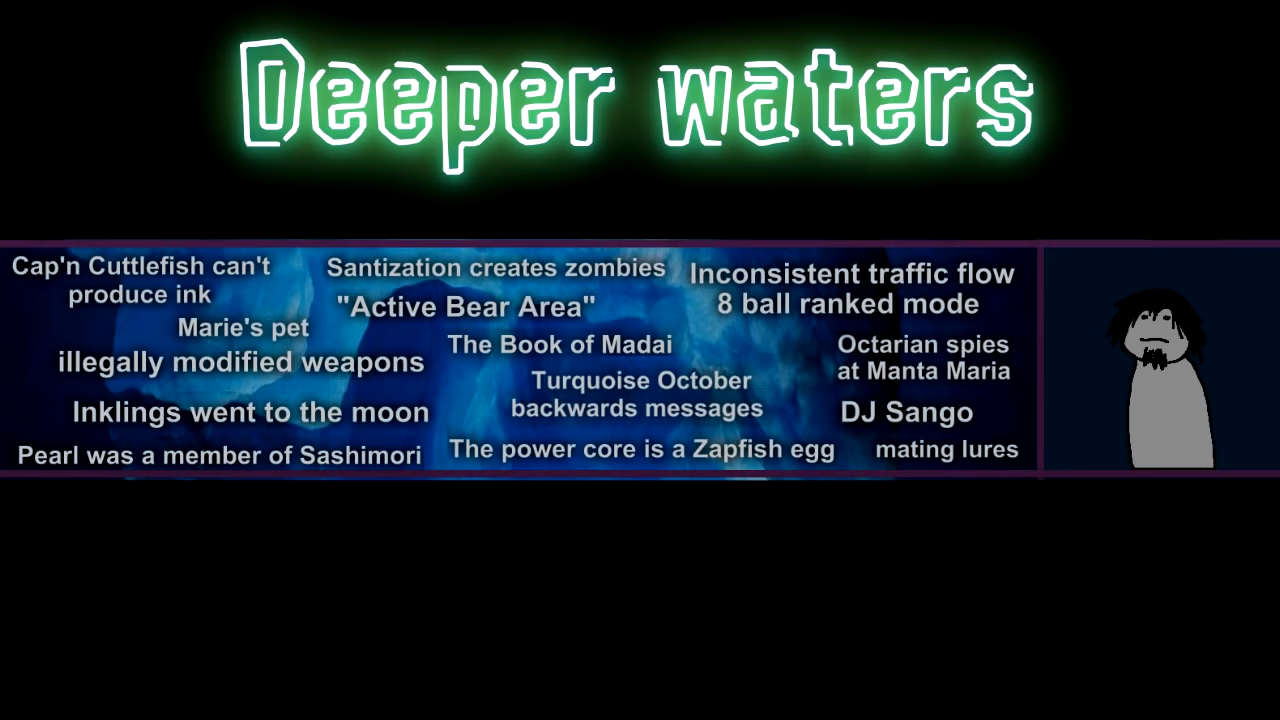 Deeper waters
Cap'n Cuttlefish can't
produce ink
Santization creates zombies
Inconsistent traffic flow
"Active Bear Area"
8 ball ranked mode
Marie's pet
illegally modified weapons
The Book of Madai
Octarian spies
at Manta Maria
Turquoise October
backwards messages
Inklings went to the moon
DJ Sango
Pearl was a member of Sashimori
The power core is a Zapfish egg
mating lures